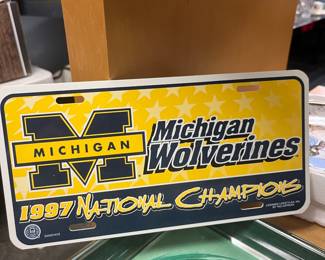 MICHIGAN
Michigan
Wolverines
1997 NATIONAL CHAMPIONS